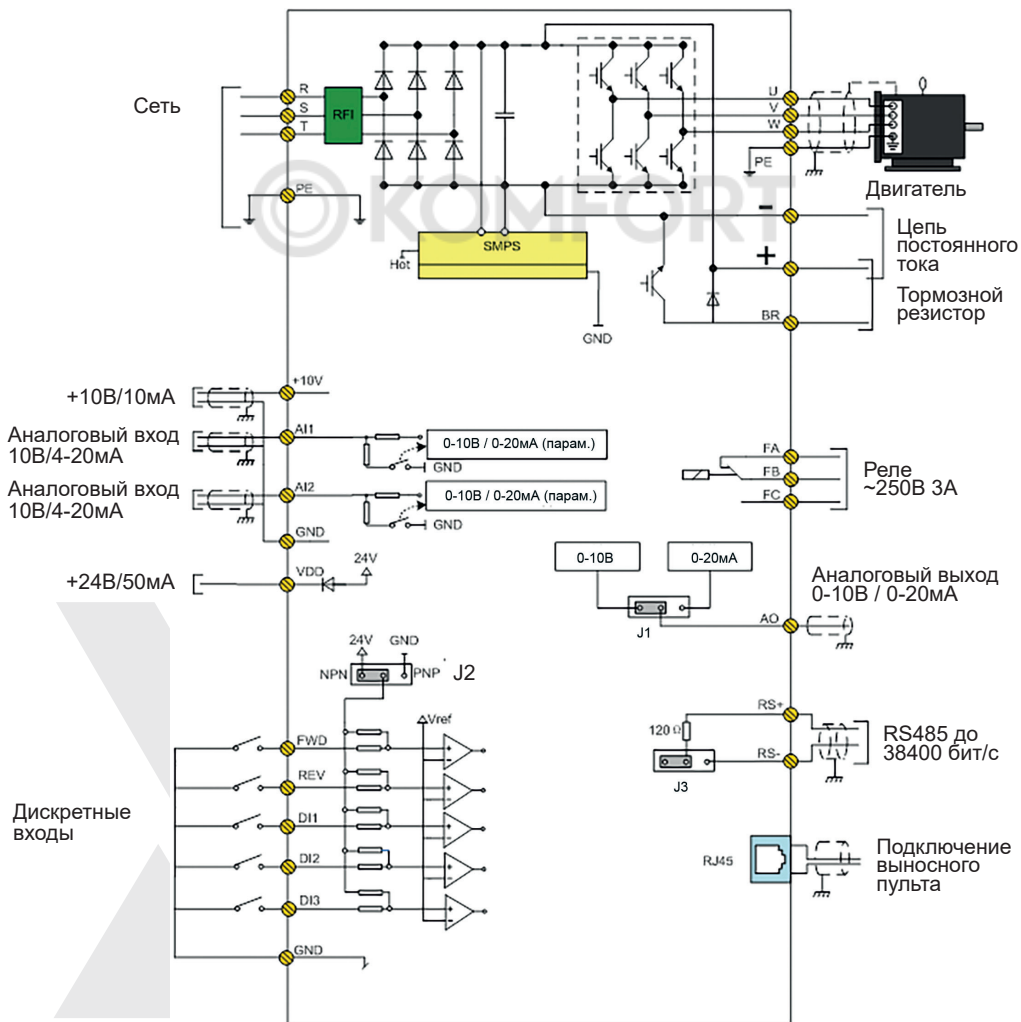 Сеть
R
S
T
RFI
PE
KOMFORT
SMPS
Hot
GND
U
V
W
PE
Двигатель
-
+
BR
Цепь
постоянного
тока
Тормозной
резистор
+10В/10мА
+10V
Аналоговый вход
10В/4-20мА
AI1
0-10В / 0-20мА (парам.)
GND
Аналоговый вход
10В/4-20мА
AI2
0-10В / 0-20мА (парам.)
GND
GND
+24В/50мА
VDD
24V
FA
FB
FC
Реле
~250В 3А
0-10В
0-20мА
J1
AO
Аналоговый выход
0-10В / 0-20мА
24V
GND
NPN
PNP
J2
Vref
FWD
REV
DI1
DI2
DI3
GND
Дискретные
входы
RS+
120 Ω
RS-
J3
RS485 до
38400 бит/с
RJ45
Подключение
выносного
пульта